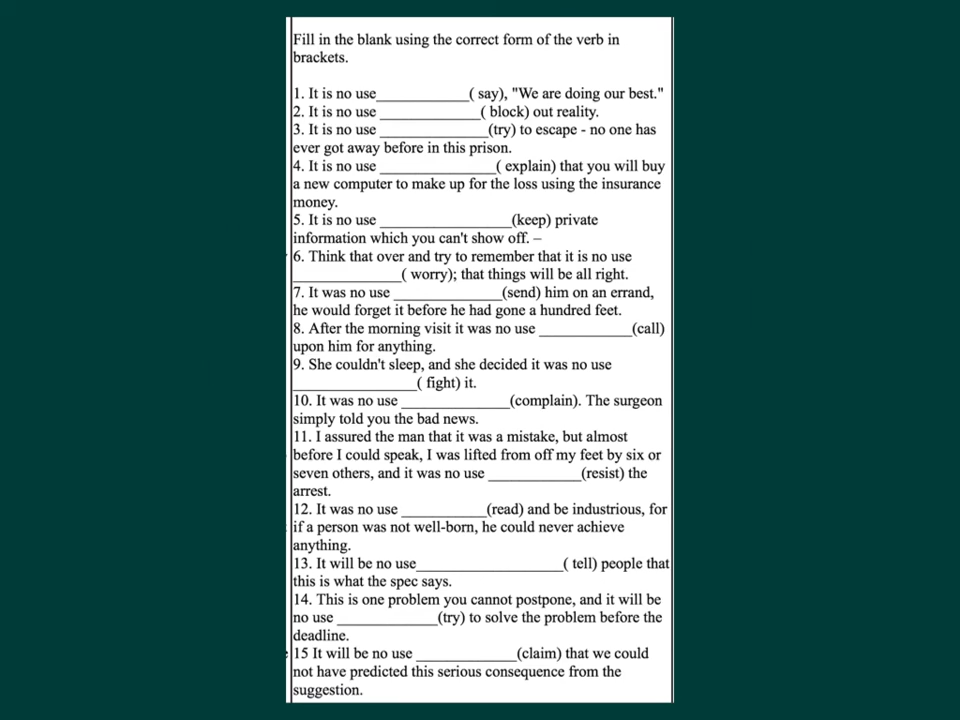 Fill in the blank using the correct form of the verb in
brackets.
1. It is no use___________( say), "We are doing our best."
2. It is no use ____________( block) out reality.
3. It is no use _____________(try) to escape - no one has
ever got away before in this prison.
4. It is no use ______________( explain) that you will buy
a new computer to make up for the loss using the insurance
money.
5. It is no use ________________(keep) private
information which you can't show off. –
6. Think that over and try to remember that it is no use
_____________( worry); that things will be all right.
7. It was no use _____________(send) him on an errand,
he would forget it before he had gone a hundred feet.
8. After the morning visit it was no use ___________(call)
upon him for anything.
9. She couldn't sleep, and she decided it was no use
_______________( fight) it.
10. It was no use _____________(complain). The surgeon
simply told you the bad news.
11. I assured the man that it was a mistake, but almost
before I could speak, I was lifted from off my feet by six or
seven others, and it was no use ___________(resist) the
arrest.
12. It was no use __________(read) and be industrious, for
if a person was not well-born, he could never achieve
anything.
13. It will be no use__________________( tell) people that
this is what the spec says.
14. This is one problem you cannot postpone, and it will be
no use ____________(try) to solve the problem before the
deadline.
15 It will be no use ____________(claim) that we could
not have predicted this serious consequence from the
suggestion.